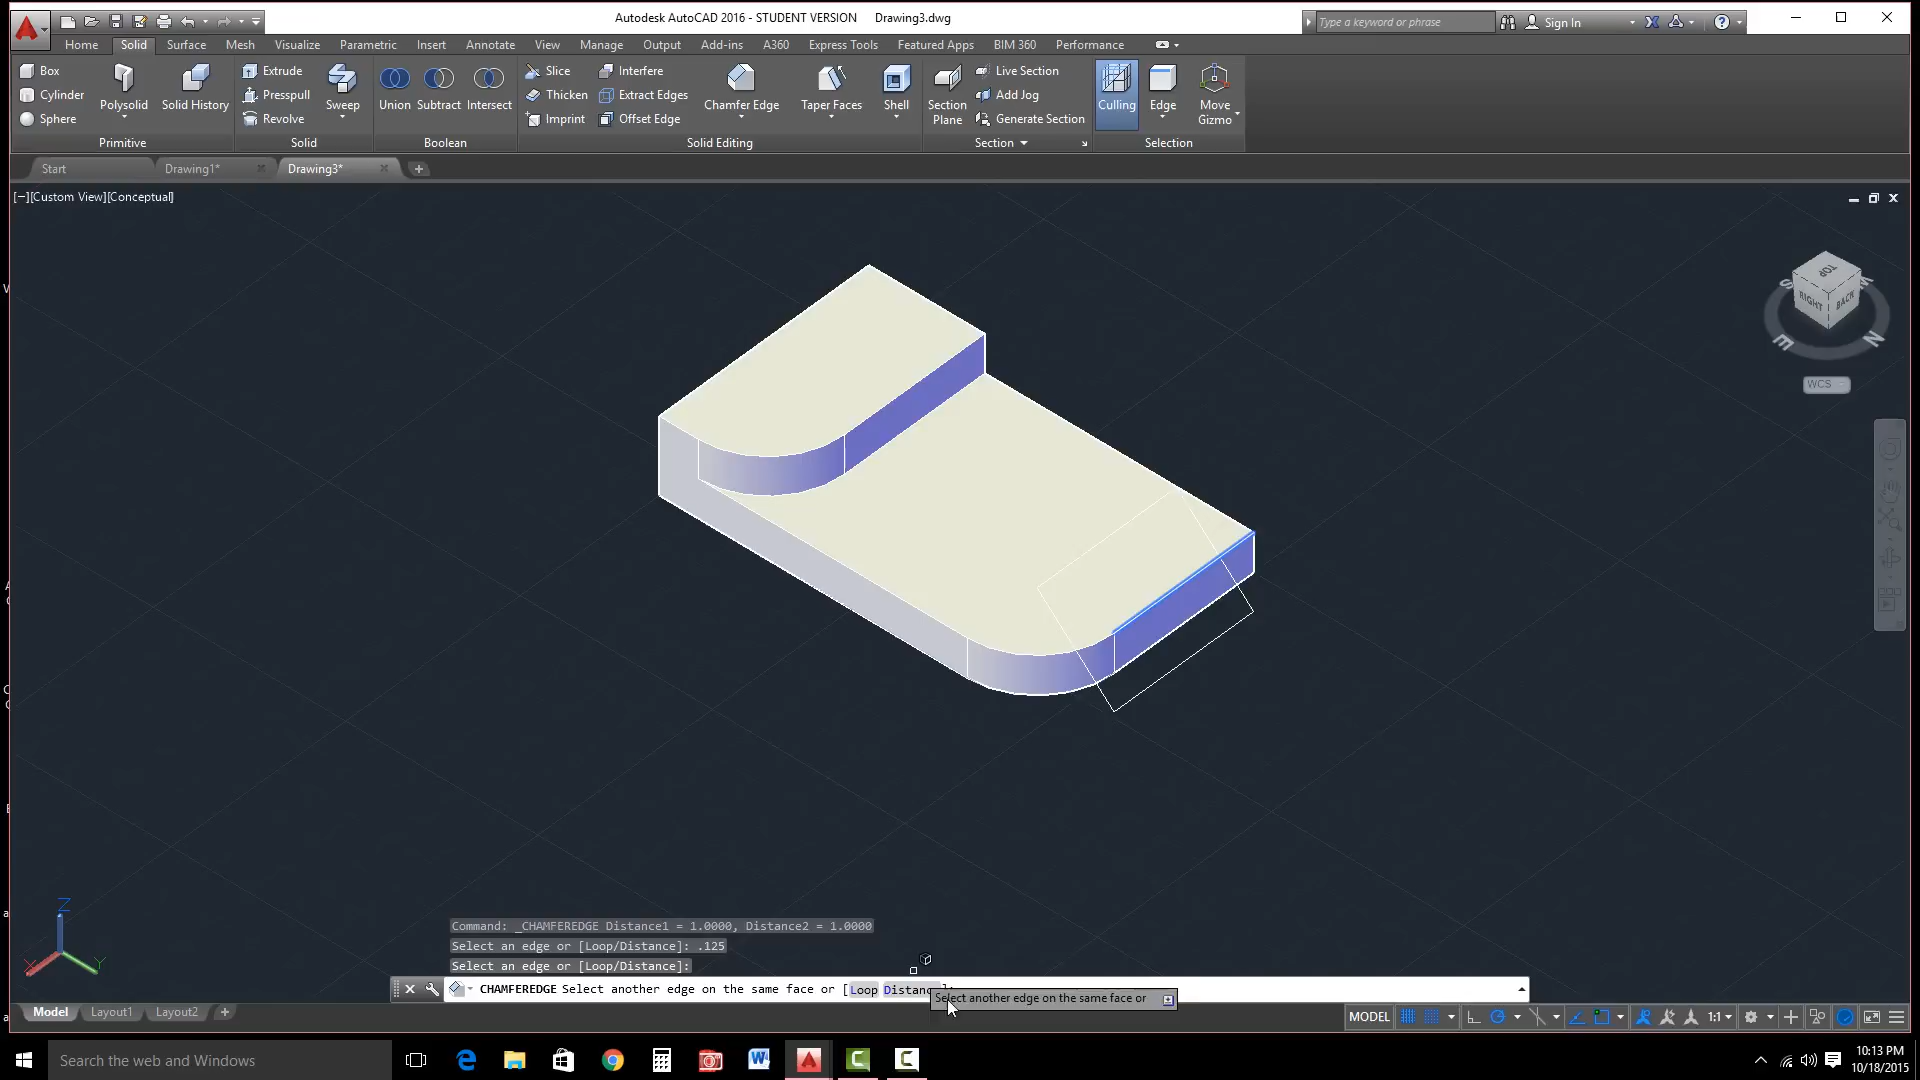 Autodesk AutoCAD 2016 - STUDENT VERSION Drawing3.dwg
Type a keyword or phrase
Sign In
Home Solid Surface Mesh Visualize Parametric Insert Annotate View Manage Output Add-ins A360 Express Tools Featured Apps BIM 360 Performance
Box
Cylinder
Sphere
Polysolid
Solid History
Extrude
Presspull
Revolve
Sweep
Union
Subtract
Intersect
Slice
Thicken
Imprint
Interfere
Extract Edges
Offset Edge
Chamfer Edge
Taper Faces
Shell
Section
Plane
Live Section
Add Jog
Generate Section
Culling
Edge
Move
Gizmo
Primitive
Solid
Boolean
Solid Editing
Section
Selection
Start Drawing1* Drawing3*
[−][Custom View][Conceptual]
TOP
RIGHT
BACK
S
E
N
WCS
Z
X
Y
Command: _CHAMFEREDGE Distance1 = 1.0000, Distance2 = 1.0000
Select an edge or [Loop/Distance]: .125
Select an edge or [Loop/Distance]:
CHAMFEREDGE Select another edge on the same face or [Loop
Select another edge on the same face or
Model Layout1 Layout2
MODEL
1:1
Search the web and Windows
10:13 PM
10/18/2015